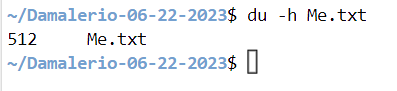 ~/Damalerio-06-22-2023$ du -h Me.txt
512     Me.txt
~/Damalerio-06-22-2023$